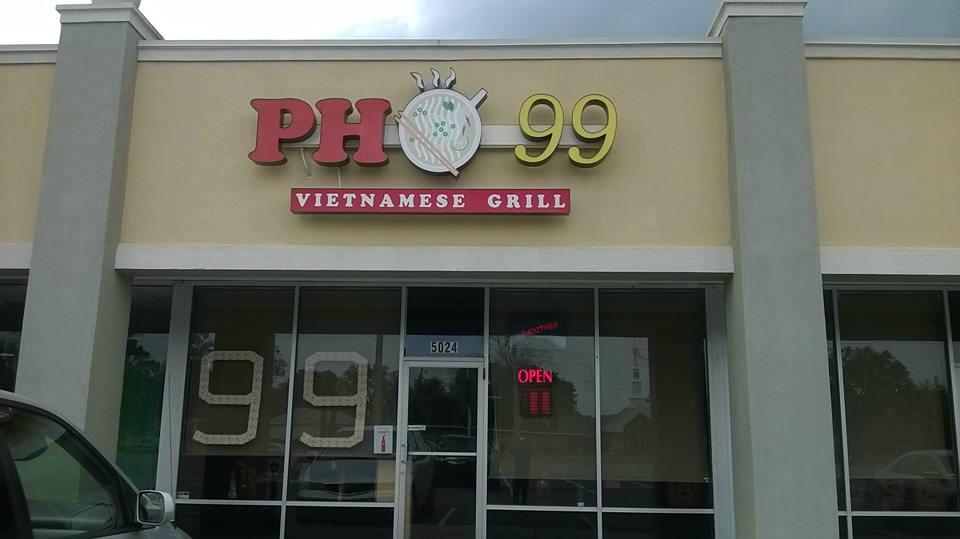 PHO 99
VIETNAMESE GRILL
5024
99
SMOOTHIES
OPEN